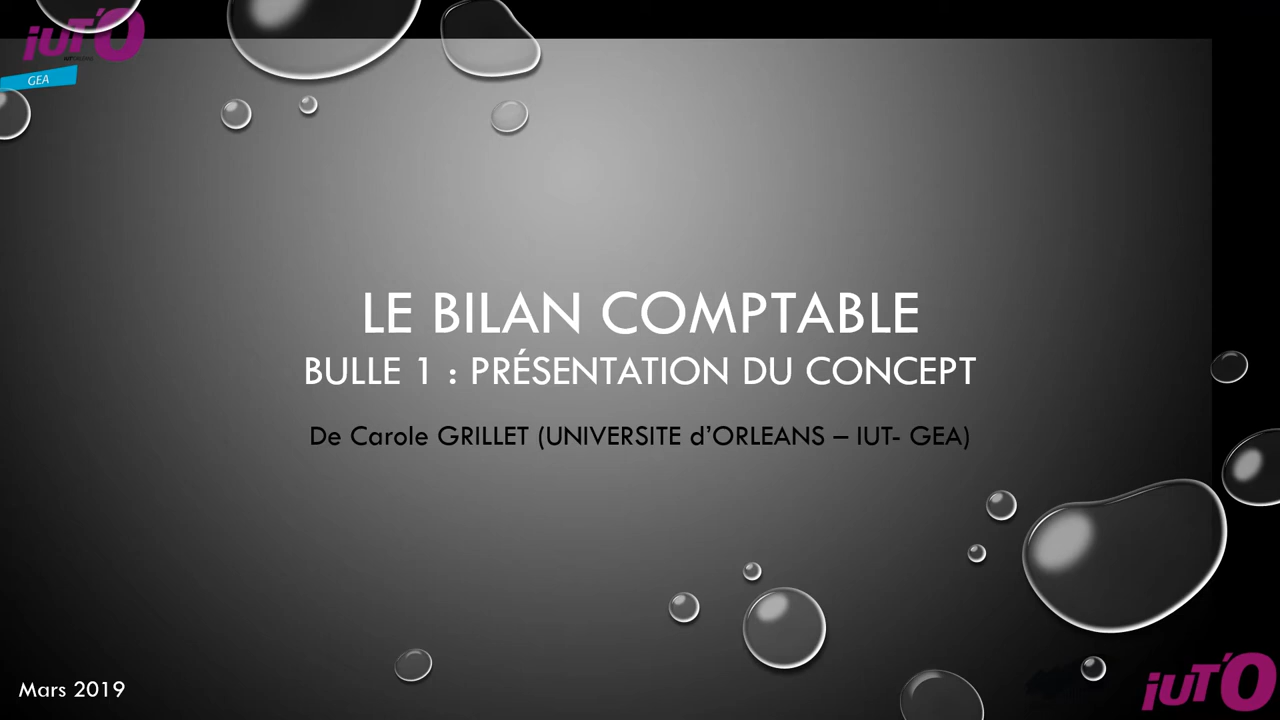 iUT'O
GEA
LE BILAN COMPTABLE
BULLE 1 : PRÉSENTATION DU CONCEPT
De Carole GRILLET (UNIVERSITE d’ORLEANS – IUT- GEA)
Mars 2019
iUT'O